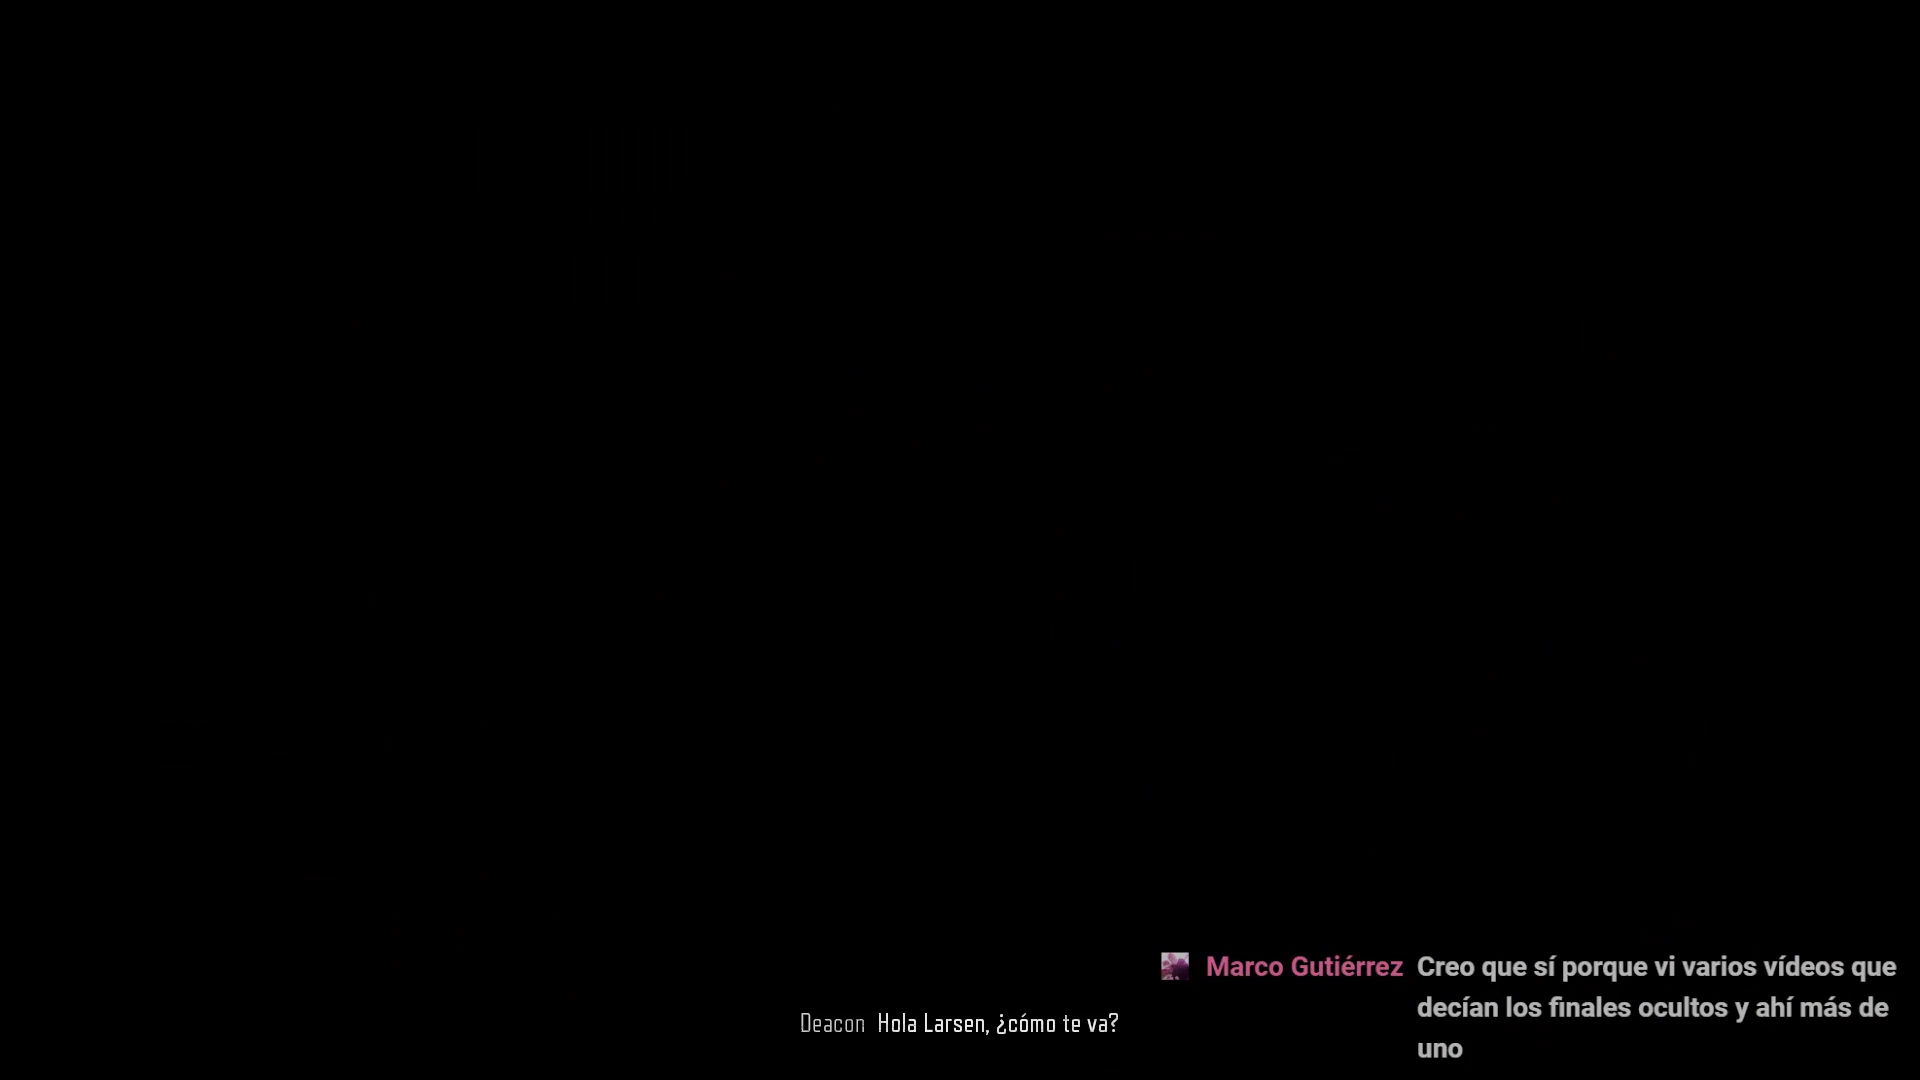 Marco Gutiérrez Creo que sí porque vi varios vídeos que
decían los finales ocultos y ahí más de
uno
Deacon Hola Larsen, ¿cómo te va?